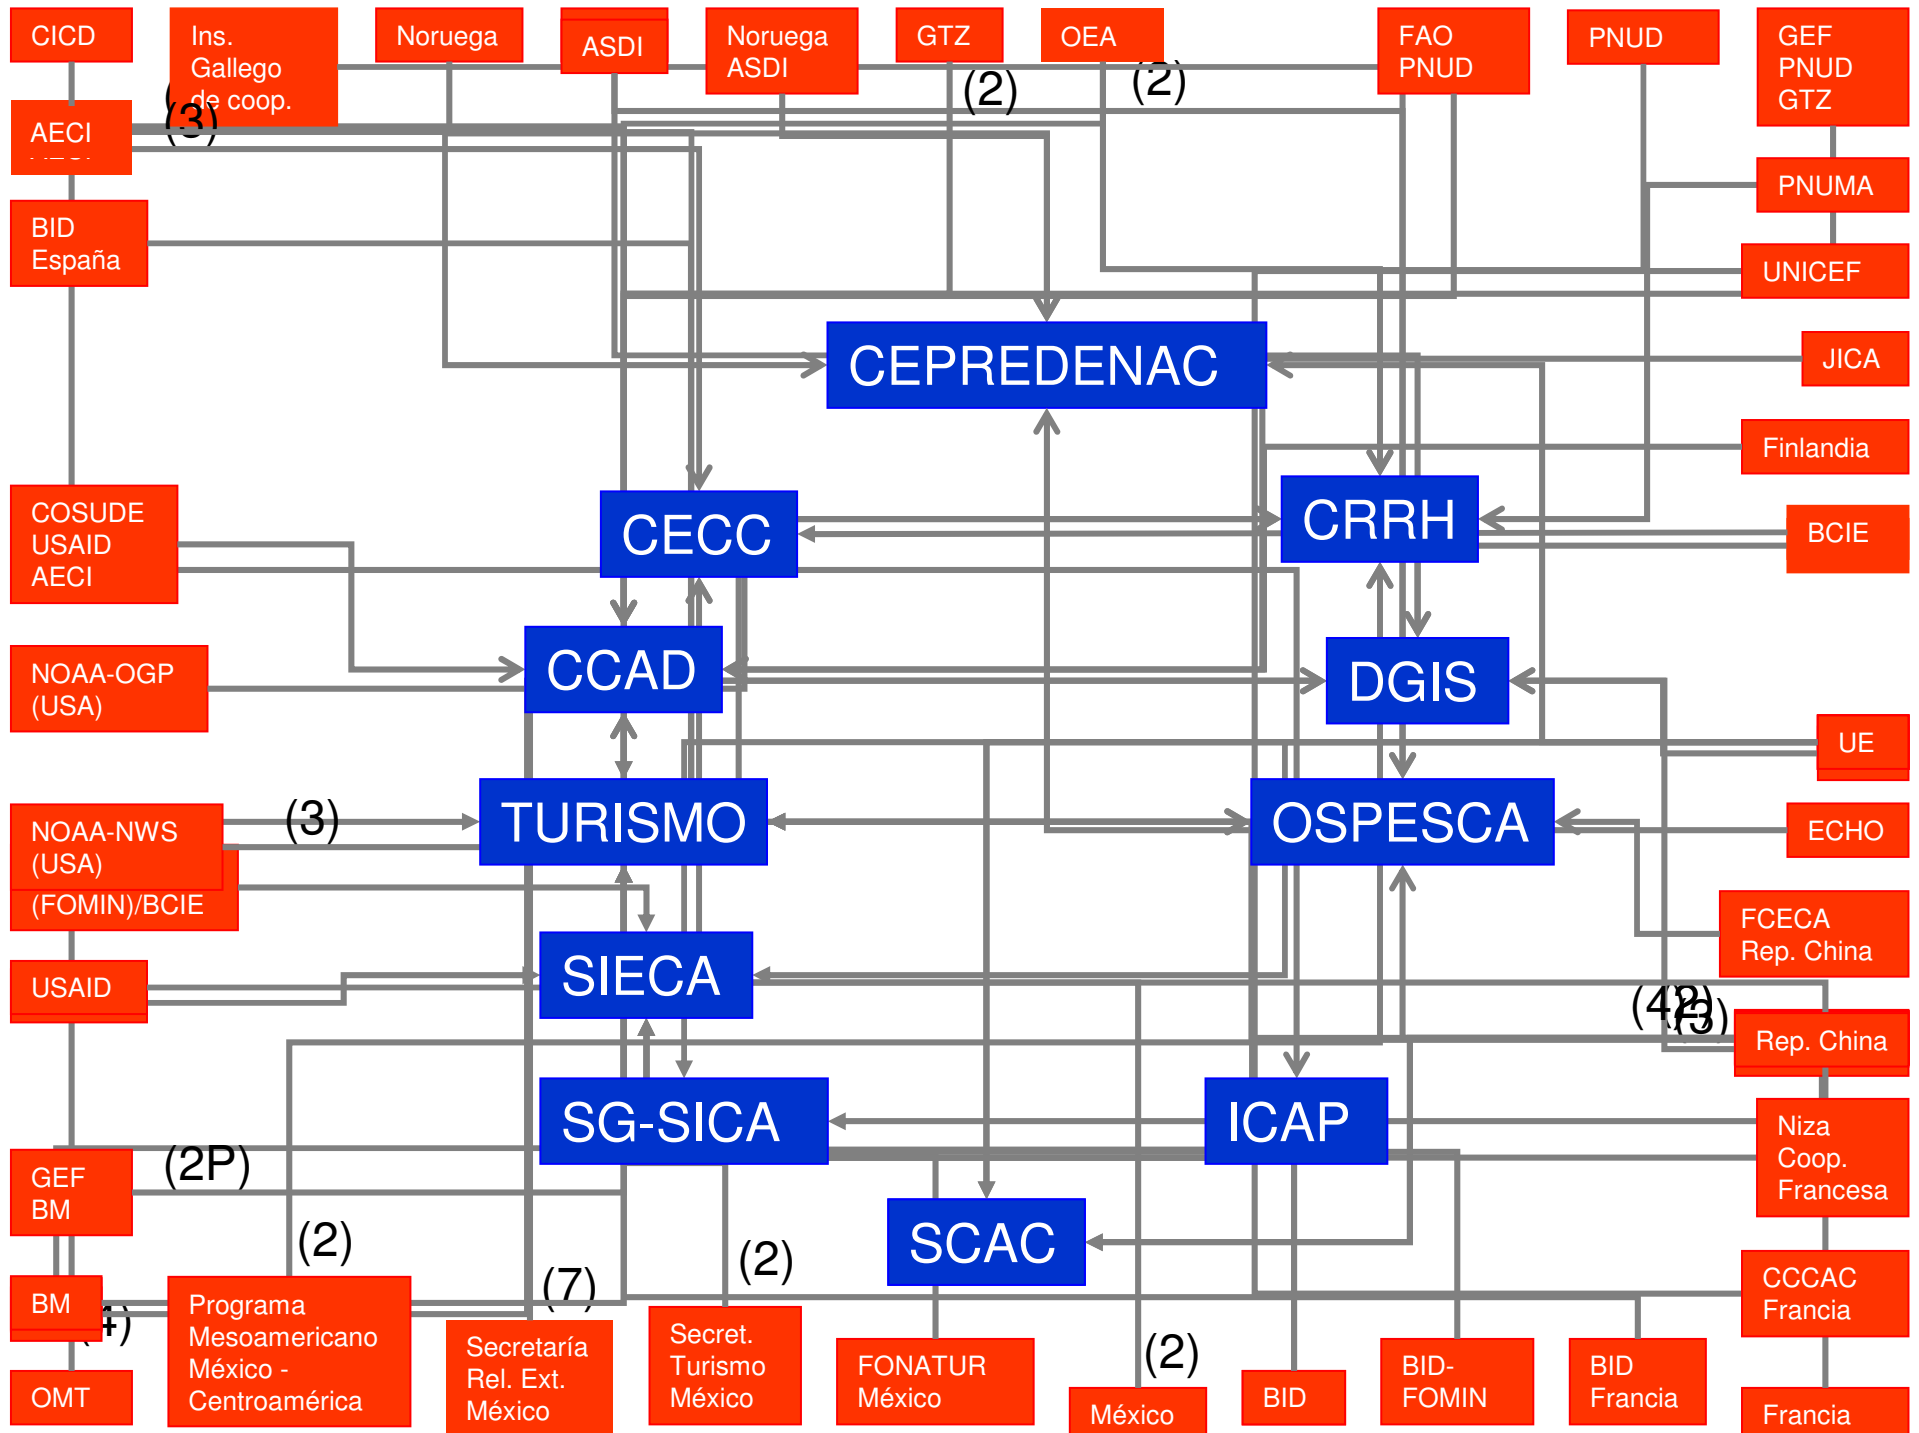 CICD
Ins.
Gallego
de coop.
Noruega
ASDI
Noruega
ASDI
GTZ
OEA
FAO
PNUD
PNUD
GEF
PNUD
GTZ
(2)
(2)
(3)
AECI
PNUMA
BID
España
UNICEF
CEPREDENAC
JICA
Finlandia
COSUDE
USAID
AECI
CECC
CRRH
BCIE
NOAA-OGP
(USA)
CCAD
DGIS
UE
NOAA-NWS
(USA)
(FOMIN)/BCIE
(3)
TURISMO
OSPESCA
ECHO
FCECA
Rep. China
USAID
SIECA
(4)
(3)
Rep. China
SG-SICA
ICAP
Niza
Coop.
Francesa
GEF
BM
(2P)
(2)
(7)
(2)
SCAC
CCCAC
Francia
BM
Programa
Mesoamericano
México -
Centroamérica
Secretaría
Rel. Ext.
México
Secret.
Turismo
México
FONATUR
México
(2)
México
BID
BID-
FOMIN
BID
Francia
OMT
Francia